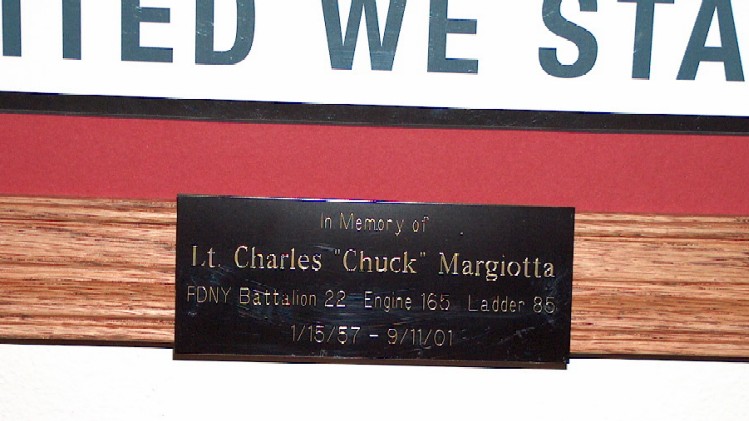 ITED WE STA
In Memory of
Lt. Charles "Chuck" Margiotta
FDNY Battalion 22 Engine 165 Ladder 85
1/15/57 - 9/11/01